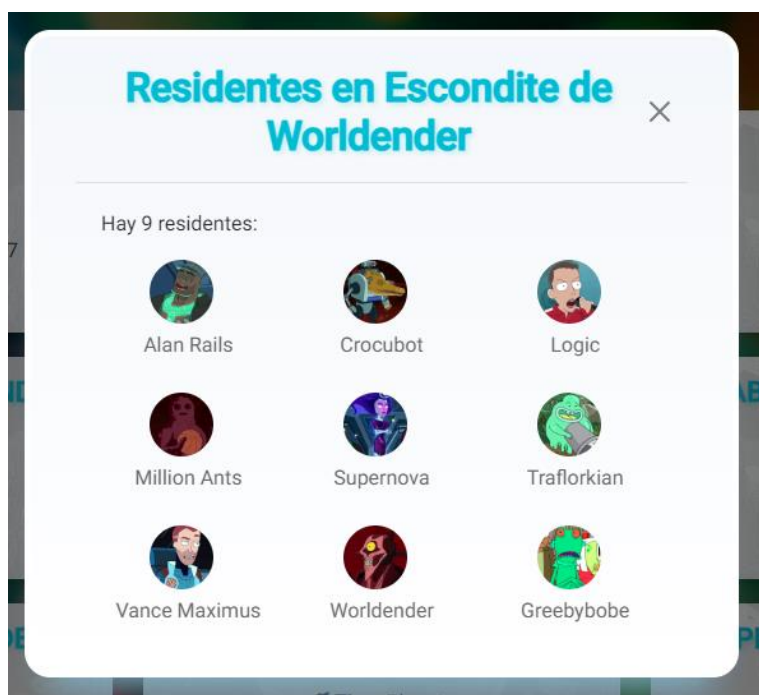 Residentes en Escondite de
Worldender
Hay 9 residentes:
7
Alan Rails
Crocubot
Logic
Million Ants
Supernova
Traflorkian
Vance Maximus
Worldender
Greebybobe